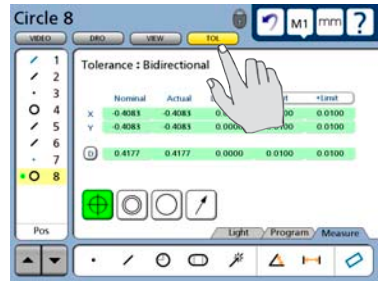 Circle 8
M1 mm ?
VIDEO DRO VIEW TOL
1
2
3
4
5
6
7
8
Pos
Tolerance : Bidirectional
Nominal Actual +Limit
X -0.4083 -0.4083 0.0100
Y -0.4083 -0.4083 0.0000 0.0100
D 0.4177 0.4177 0.0000 0.0100 0.0100
Light Program Measure